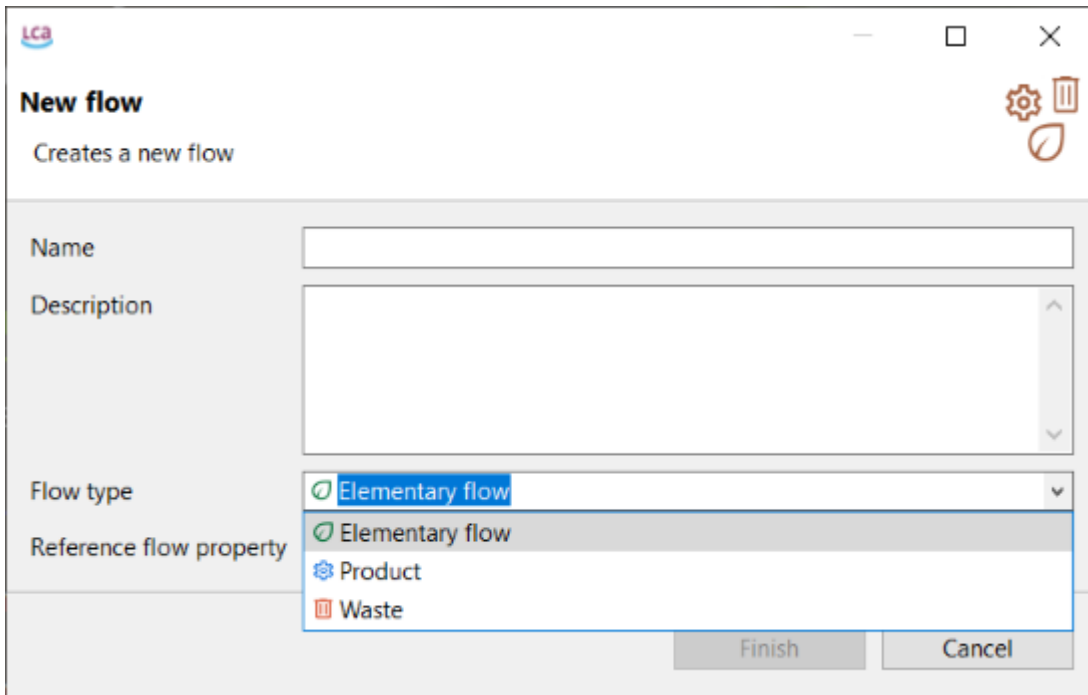 LCA
New flow
Creates a new flow
Name
Description
Flow type
Elementary flow
Elementary flow
Reference flow property
Product
Waste
Finish
Cancel